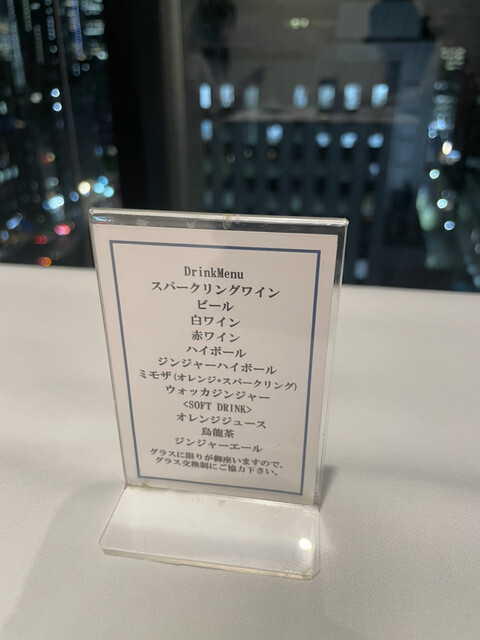 DrinkMenu
スパークリングワイン
ビール
白ワイン
赤ワイン
ハイボール
ジンジャーハイボール
ミモザ(オレンジ+スパークリング)
ウォッカジンジャー
<SOFT DRINK>
オレンジジュース
烏龍茶
ジンジャーエール
グラスに限りが御座いますので、
グラス交換制にご協力下さい。